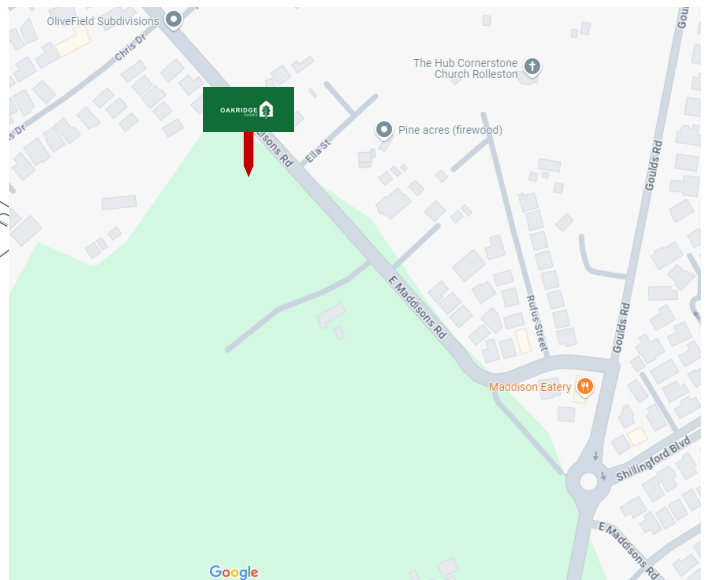 OliveField Subdivisions
Chris Dr
Goulds Rd
The Hub Cornerstone
Church Rolleston
OAKRIDGE
HOMES
Pine acres (firewood)
Ella St
Goulds Rd
E Maddisons Rd
Rufus Street
Goulds Rd
Maddison Eatery
Shillingford Blvd
E Maddisons Rd
Google